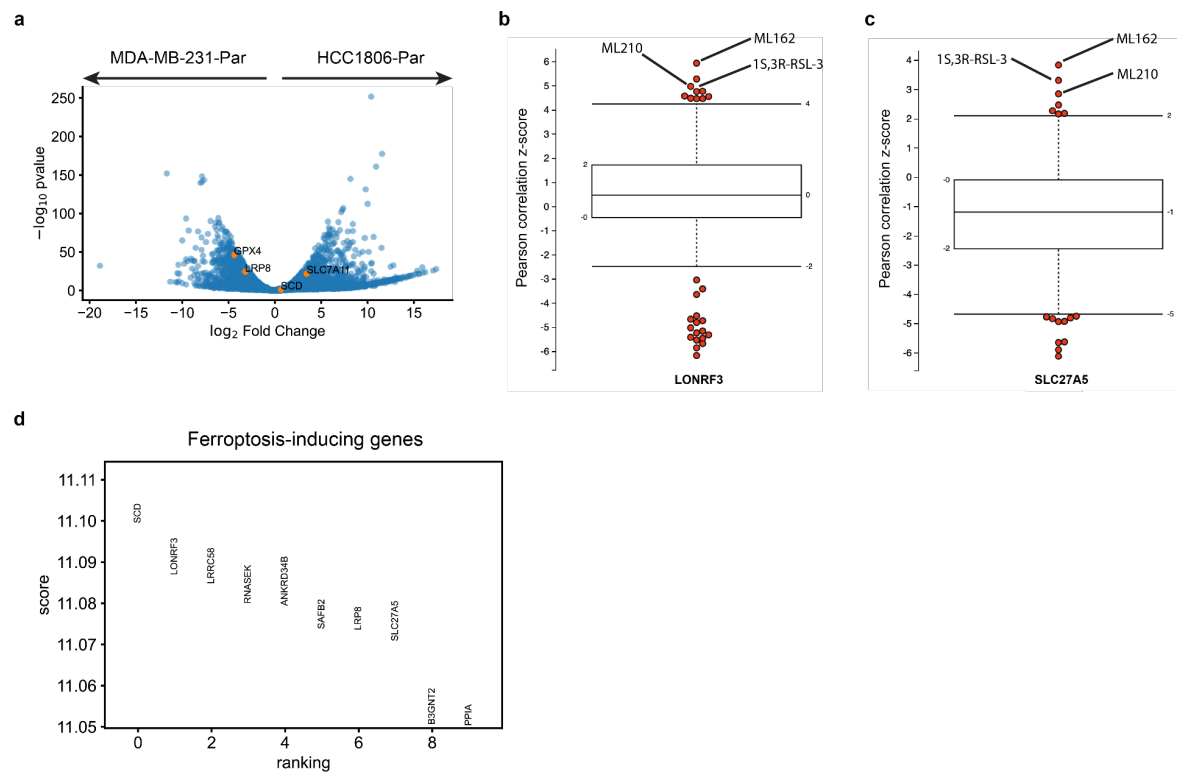 a
MDA-MB-231-Par
HCC1806-Par
250
200
150
100
50
0
−log10 pvalue
GPX4
LRP8
SLC7A11
SCD
−20
−15
−10
−5
0
5
10
15
log2 Fold Change
b
ML210
ML162
1S,3R-RSL-3
Pearson correlation z-score
6
5
4
3
2
1
0
-1
-2
-3
-4
-5
-6
4
2
0
-0
-2
LONRF3
c
1S,3R-RSL-3
ML162
ML210
Pearson correlation z-score
4
3
2
1
0
-1
-2
-3
-4
-5
-6
2
-0
-1
-2
-5
SLC27A5
d
Ferroptosis-inducing genes
11.11
11.10
11.09
11.08
11.07
11.06
11.05
score
SCD
LONRF3
LRRC58
RNASEK
ANKRD34B
SAFB2
LRP8
SLC27A5
B3GNT2
PPIA
0
2
4
6
8
ranking